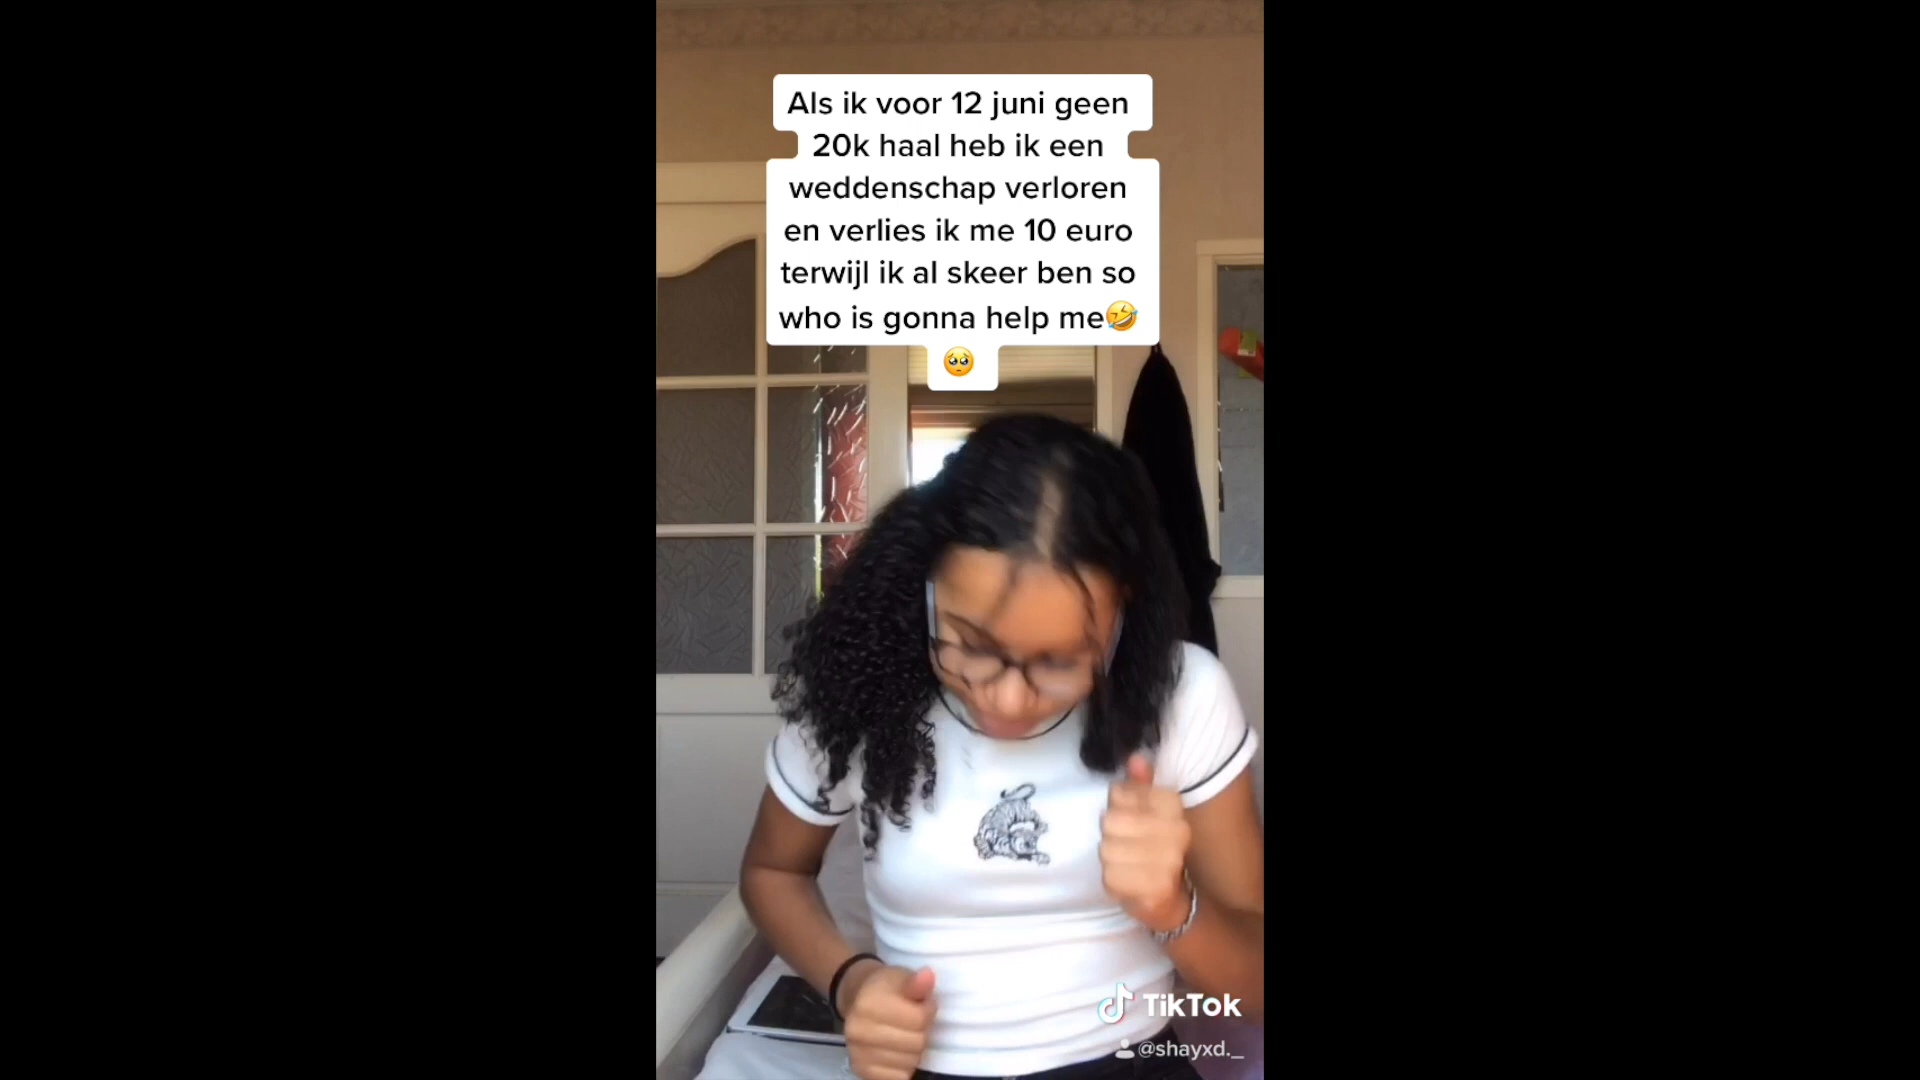 Als ik voor 12 juni geen
20k haal heb ik een
weddenschap verloren
en verlies ik me 10 euro
terwijl ik al skeer ben so
who is gonna help me🤣
🥺
TikTok
@shayxd._